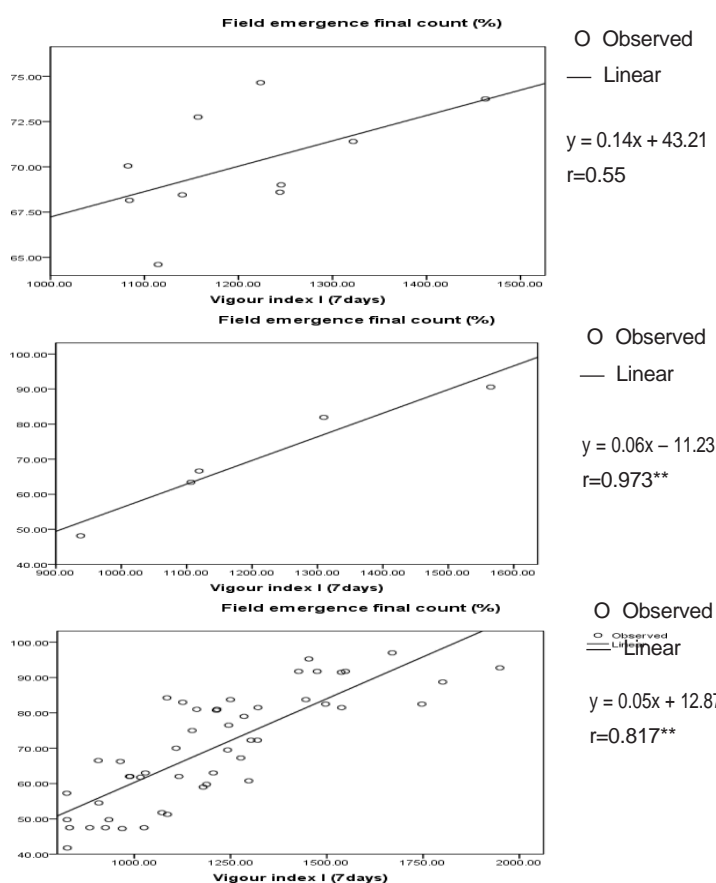 Field emergence final count (%)
O Observed
— Linear
y = 0.14x + 43.21
r=0.55
75.00
72.50
70.00
67.50
65.00
1000.00 1100.00 1200.00 1300.00 1400.00 1500.00
Vigour index I (7days)
Field emergence final count (%)
O Observed
— Linear
y = 0.06x – 11.23
r=0.973**
100.00
90.00
80.00
70.00
60.00
50.00
40.00
900.00 1000.00 1100.00 1200.00 1300.00 1400.00 1500.00 1600.00
Vigour index I (7days)
Field emergence final count (%)
O Observed
O Observed
Linear
— Linear
y = 0.05x + 12.87
r=0.817**
100.00
90.00
80.00
70.00
60.00
50.00
40.00
1000.00 1250.00 1500.00 1750.00 2000.00
Vigour index I (7days)